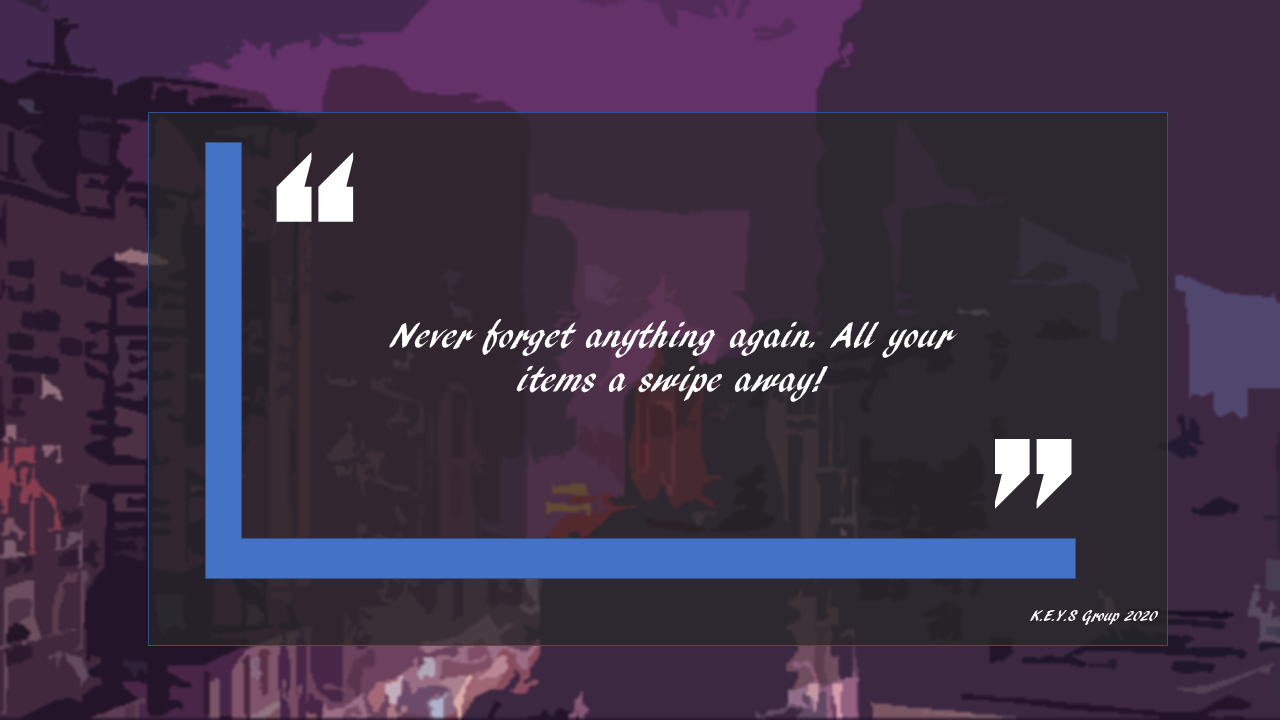 “
Never forget anything again. All your
items a swipe away!
”
K.E.Y.S Group 2020